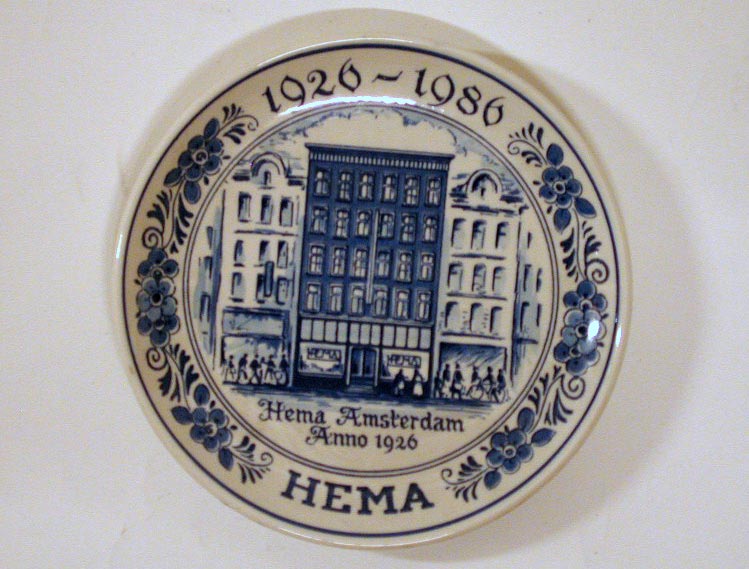 1926 – 1986
HEMA HEMA
Hema Amsterdam
Anno 1926
HEMA